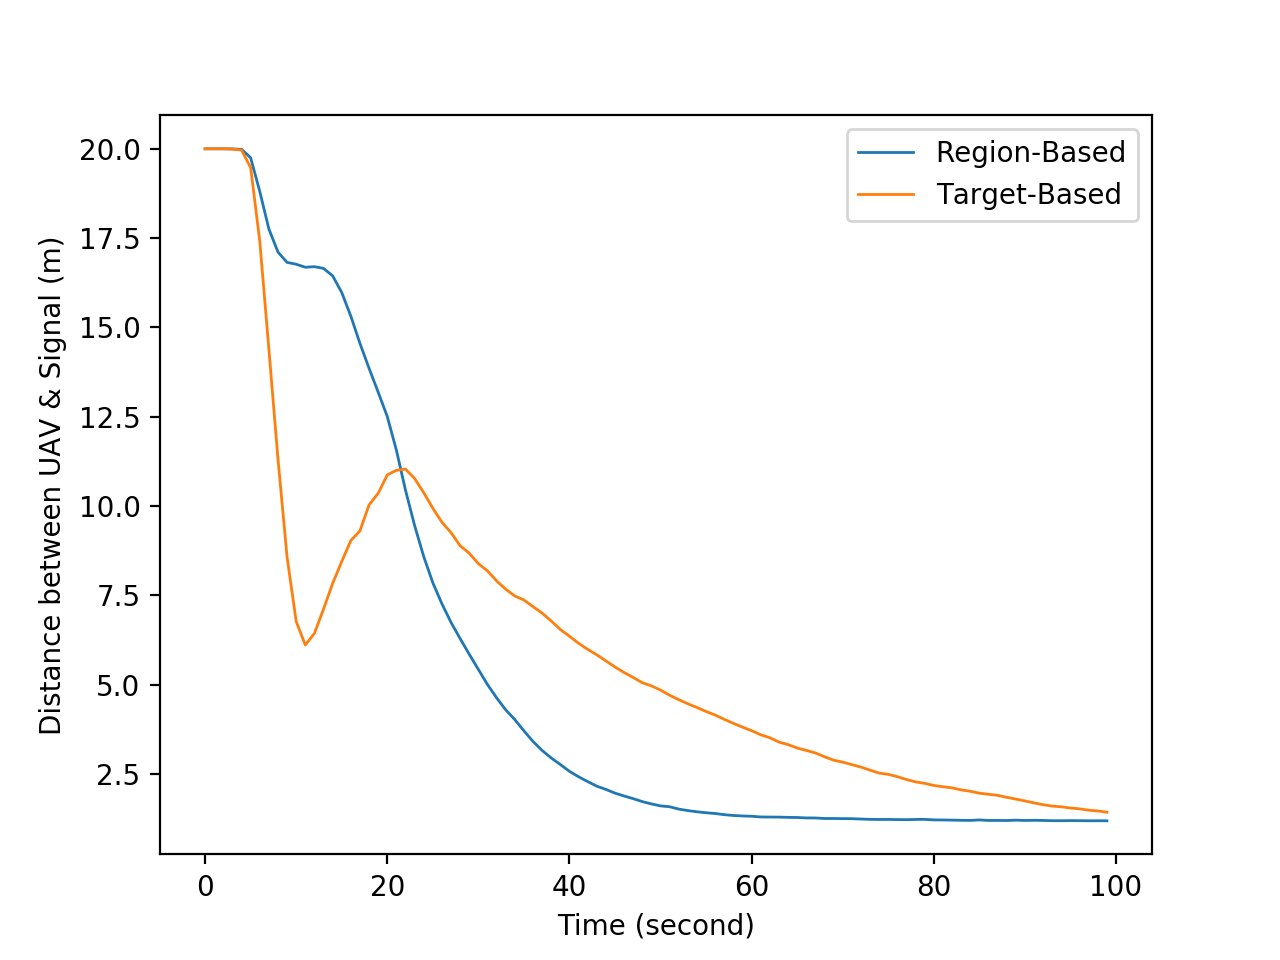 Region-Based
Target-Based
Distance between UAV & Signal (m)
20.0
17.5
15.0
12.5
10.0
7.5
5.0
2.5
0 20 40 60 80 100
Time (second)